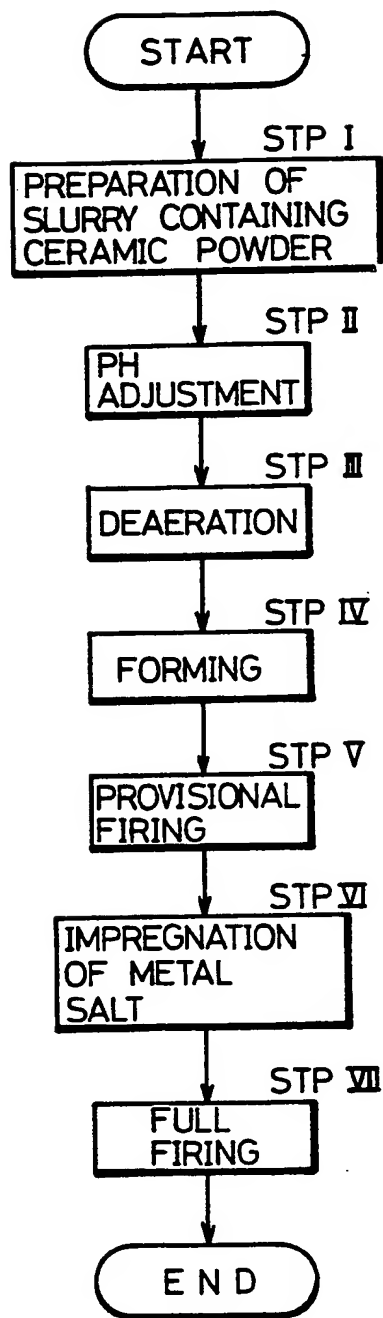 START
STP I
PREPARATION OF
SLURRY CONTAINING
CERAMIC POWDER
STP II
PH
ADJUSTMENT
STP III
DEAERATION
STP IV
FORMING
STP V
PROVISIONAL
FIRING
STP VI
IMPREGNATION
OF METAL
SALT
STP VII
FULL
FIRING
END